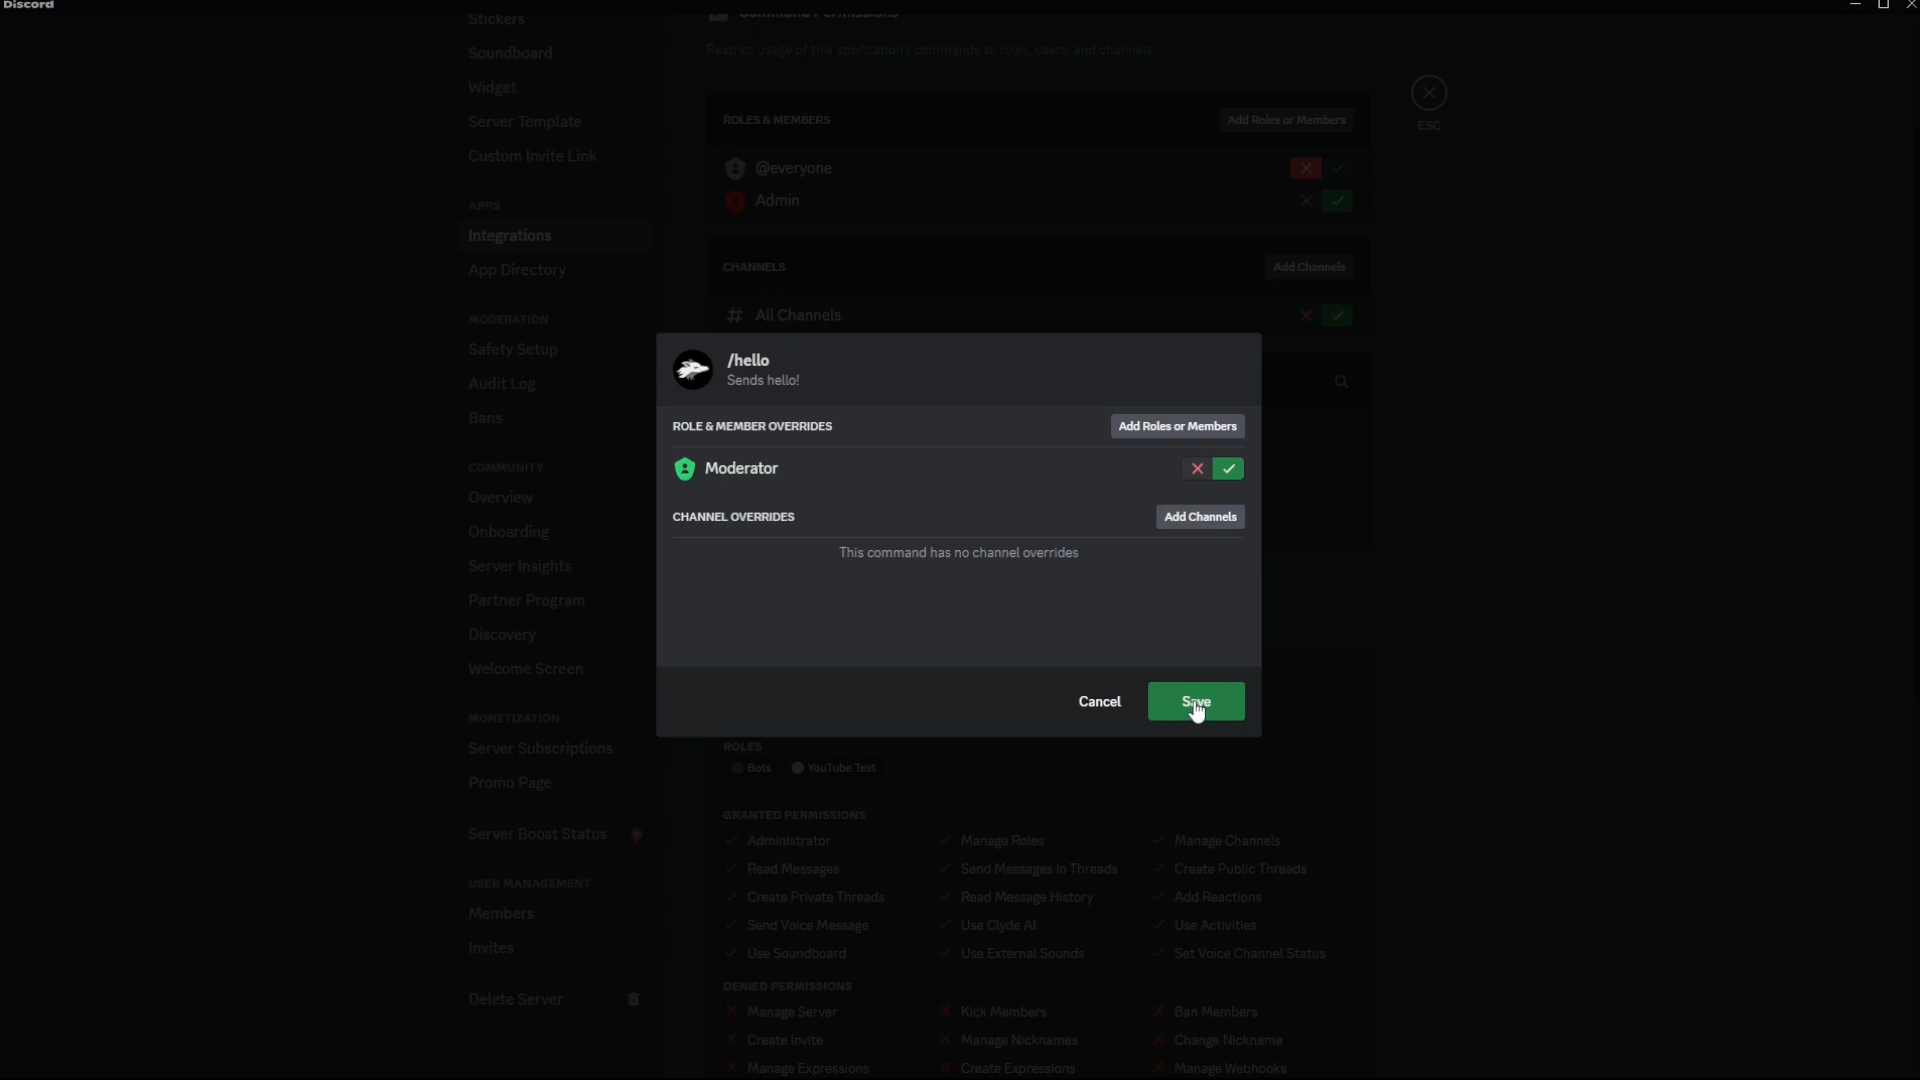 Discord
Stickers
Soundboard
Widget
Server Template
Custom Invite Link
APPS
Integrations
App Directory
MODERATION
Safety Setup
Audit Log
Bans
COMMUNITY
Overview
Onboarding
Server Insights
Partner Program
Discovery
Welcome Screen
MONETIZATION
Server Subscriptions
Promo Page
Server Boost Status
USER MANAGEMENT
Members
Invites
Delete Server
Command Permissions
Restrict usage of this application's commands to roles, users, and channels
ESC
ROLES & MEMBERS Add Roles or Members
@everyone
Admin
CHANNELS Add Channels
All Channels
/hello
Sends hello!
ROLE & MEMBER OVERRIDES Add Roles or Members
Moderator
CHANNEL OVERRIDES Add Channels
This command has no channel overrides
Cancel Save
ROLES
Bots YouTube Test
GRANTED PERMISSIONS
Administrator Manage Roles Manage Channels
Read Messages Send Messages in Threads Create Public Threads
Create Private Threads Read Message History Add Reactions
Send Voice Message Use Clyde AI Use Activities
Use Soundboard Use External Sounds Set Voice Channel Status
DENIED PERMISSIONS
Manage Server Kick Members Ban Members
Create Invite Manage Nicknames Change Nickname
Manage Expressions Create Expressions Manage Webhooks